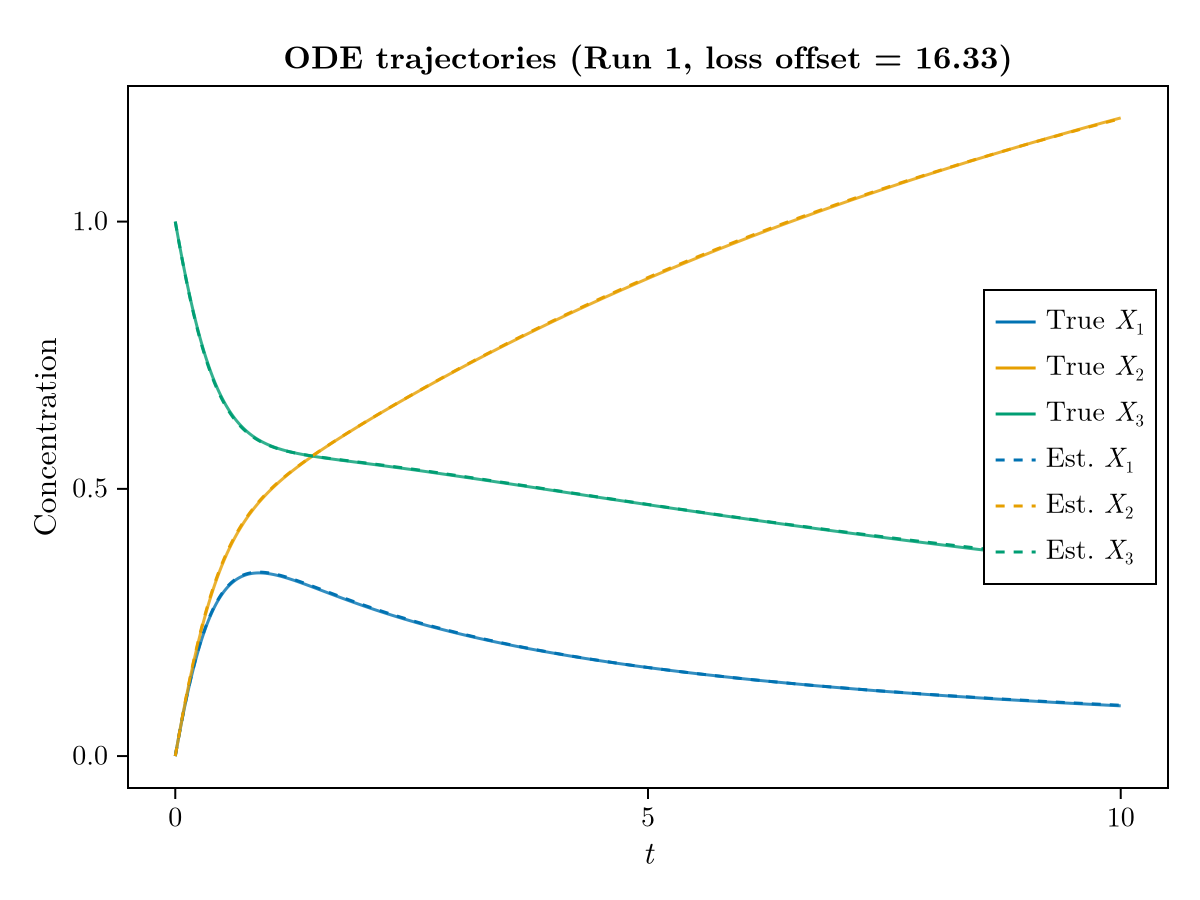 ODE trajectories (Run 1, loss offset = 16.33)
Concentration
1.0
0.5
0.0
True X₁
True X₂
True X₃
Est. X₁
Est. X₂
Est. X₃
0 5 10
t